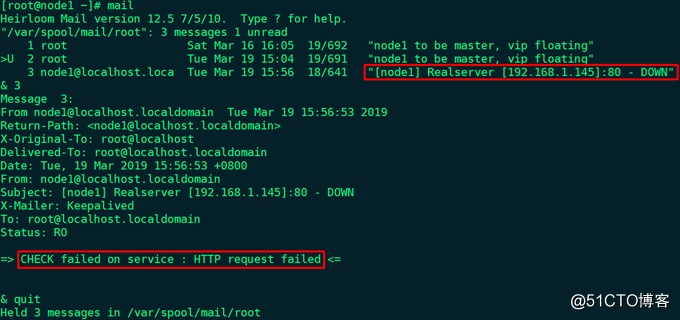 [root@node1 ~]# mail
Heirloom Mail version 12.5 7/5/10.  Type ? for help.
"/var/spool/mail/root": 3 messages 1 unread
    1 root                  Sat Mar 16 16:05  19/692   "node1 to be master, vip floating"
>U  2 root                  Tue Mar 19 15:04  19/691   "node1 to be master, vip floating"
    3 node1@localhost.loca  Tue Mar 19 15:56  18/641   "[node1] Realserver [192.168.1.145]:80 - DOWN"
& 3
Message  3:
From node1@localhost.localdomain  Tue Mar 19 15:56:53 2019
Return-Path: <node1@localhost.localdomain>
X-Original-To: root@localhost
Delivered-To: root@localhost.localdomain
Date: Tue, 19 Mar 2019 15:56:53 +0800
From: node1@localhost.localdomain
Subject: [node1] Realserver [192.168.1.145]:80 - DOWN
X-Mailer: Keepalived
To: root@localhost.localdomain
Status: RO
=> CHECK failed on service : HTTP request failed <=
& quit
Held 3 messages in /var/spool/mail/root
@51CTO博客